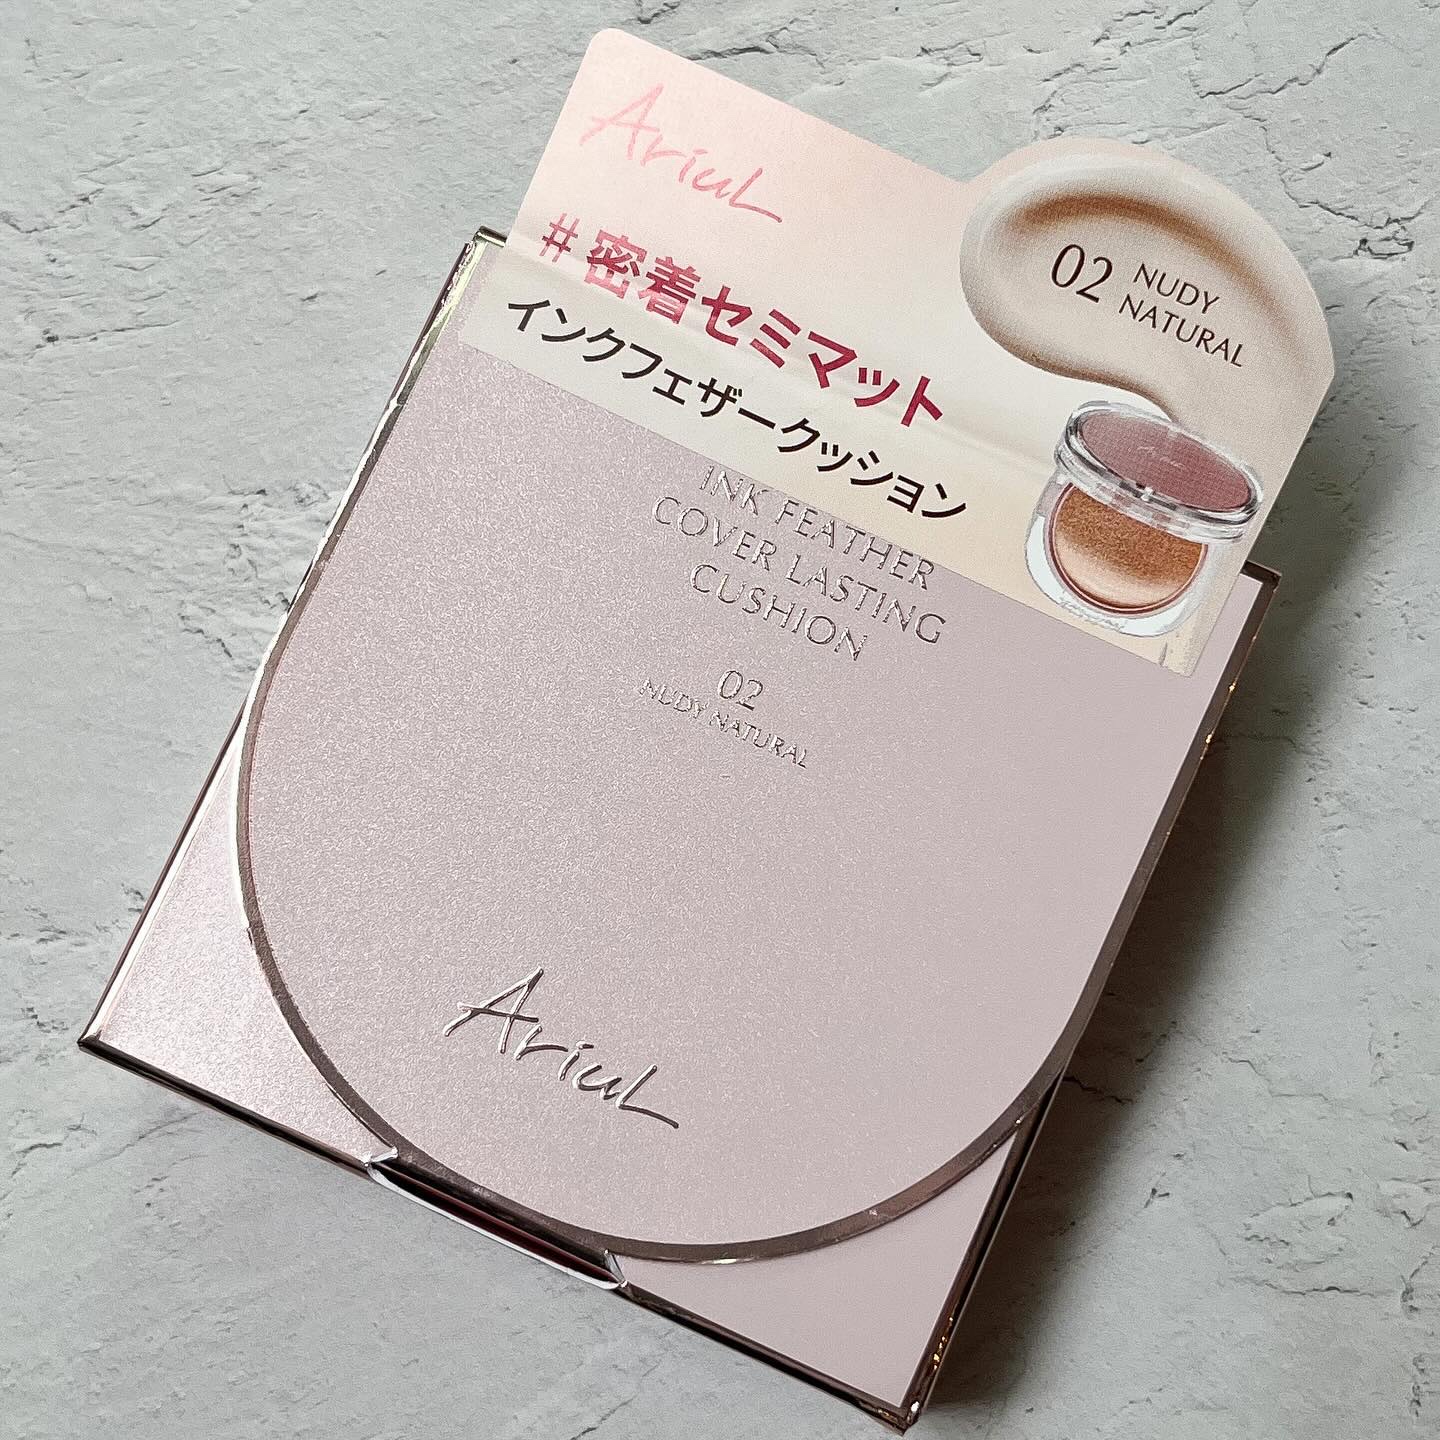 Ariul
02 NUDY
NATURAL
#密着セミマット
インクフェザークッション
INK FEATHER
COVER LASTING
CUSHION
02
NUDY NATURAL
Ariul